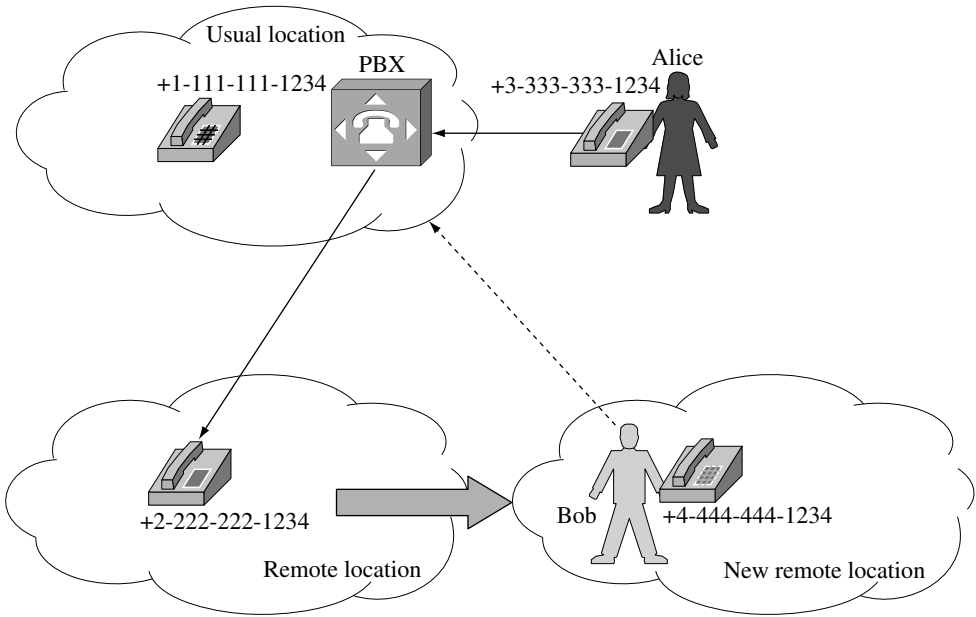 Usual location
PBX
Alice
+1-111-111-1234
+3-333-333-1234
+2-222-222-1234
Bob
+4-444-444-1234
Remote location
New remote location